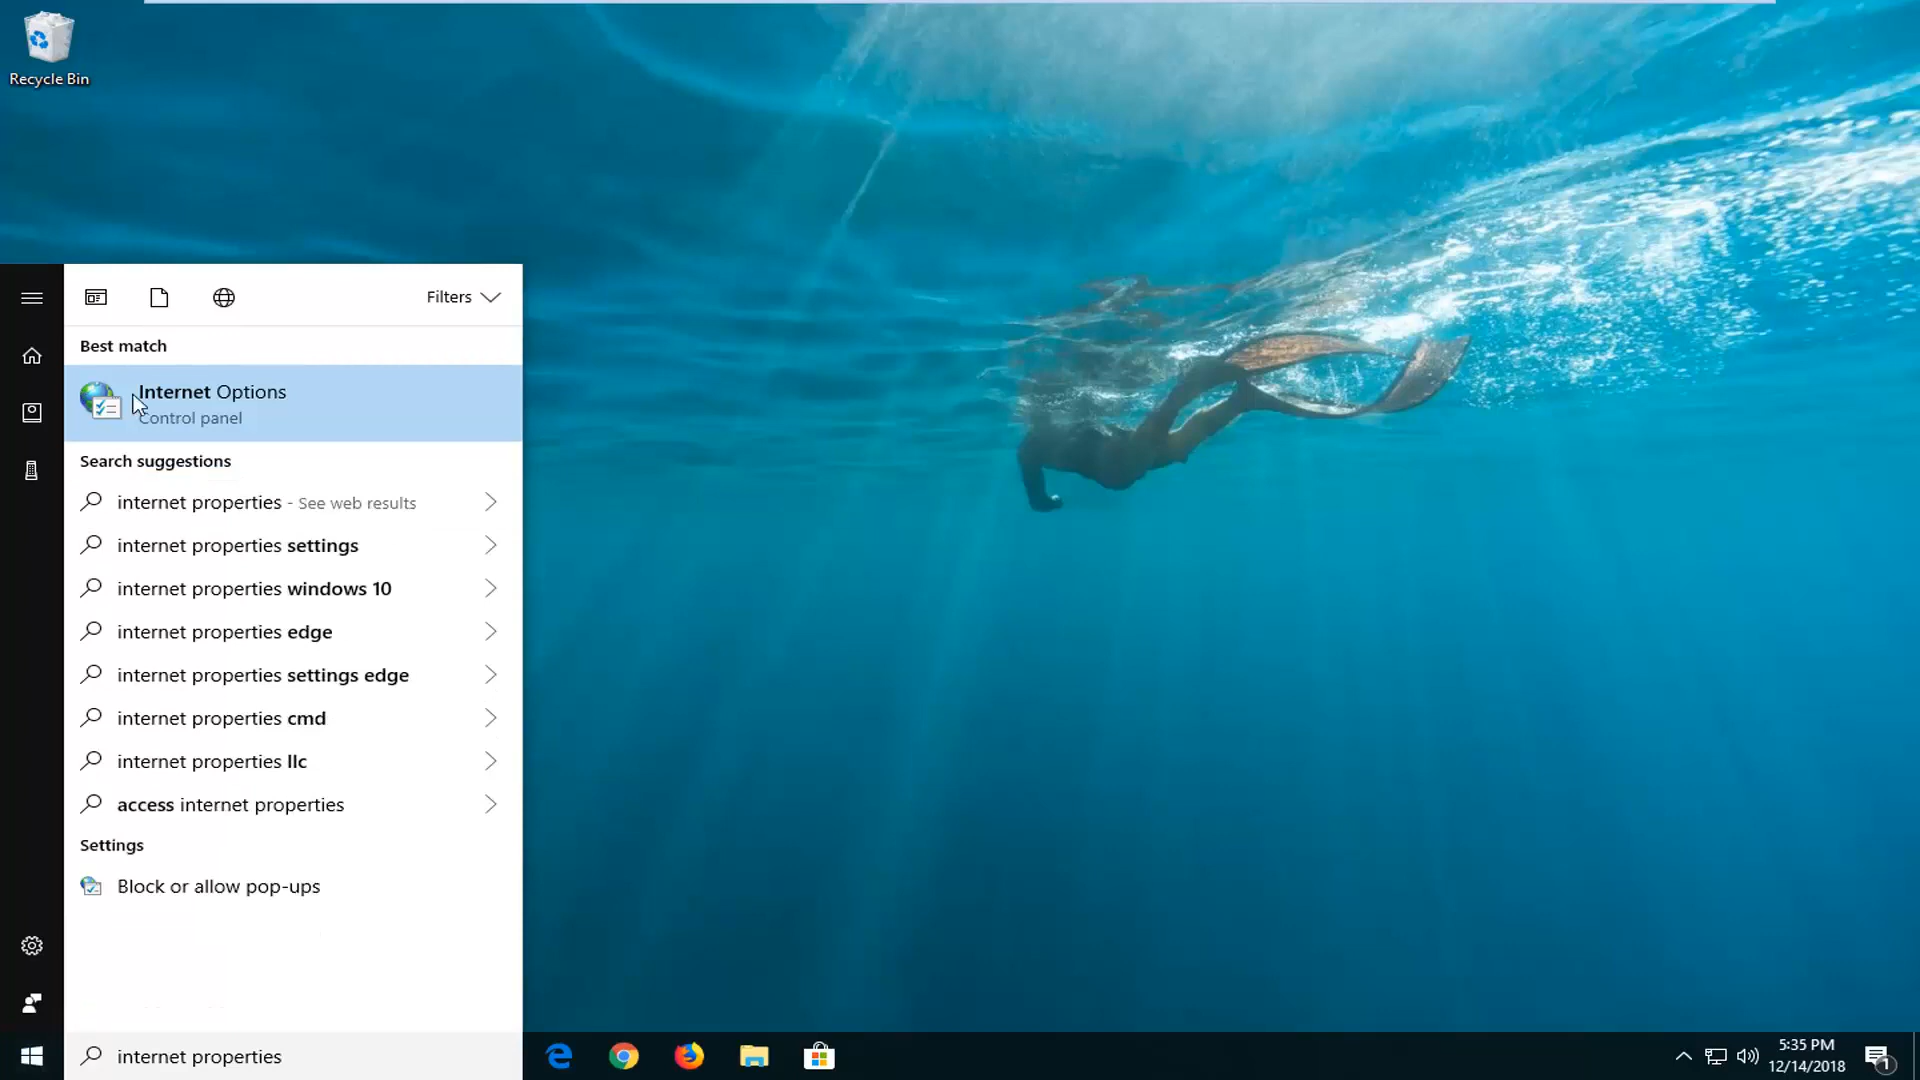 Recycle Bin
Filters
Best match
Internet Options
Control panel
Search suggestions
internet properties - See web results
internet properties settings
internet properties windows 10
internet properties edge
internet properties settings edge
internet properties cmd
internet properties llc
access internet properties
Settings
Block or allow pop-ups
internet properties
5:35 PM
12/14/2018
1